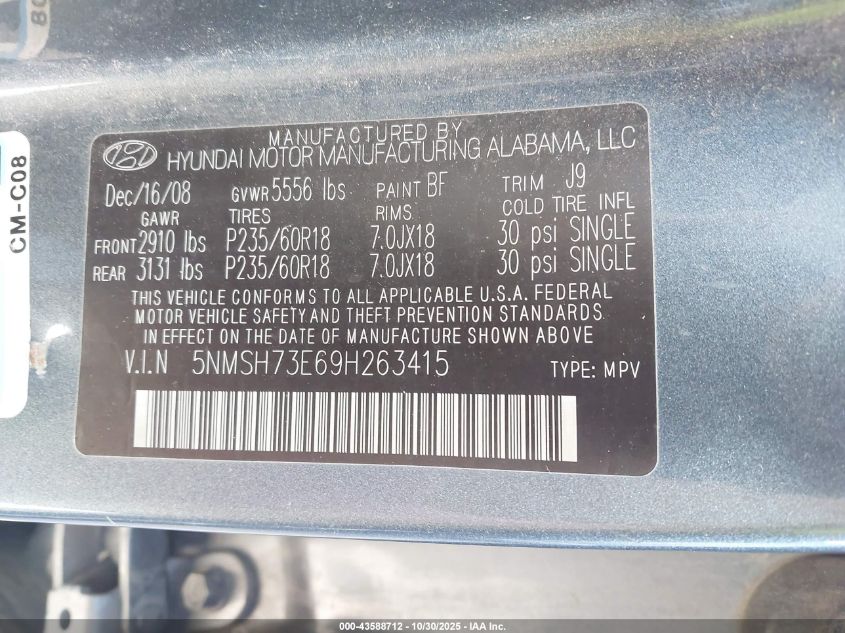 MANUFACTURED BY
HYUNDAI MOTOR MANUFACTURING ALABAMA, LLC
Dec/16/08 GVWR 5556 lbs PAINT BF TRIM J9
GAWR TIRES RIMS COLD TIRE INFL
FRONT 2910 lbs P235/60R18 7.0JX18 30 psi SINGLE
REAR 3131 lbs P235/60R18 7.0JX18 30 psi SINGLE
THIS VEHICLE CONFORMS TO ALL APPLICABLE U.S.A. FEDERAL
MOTOR VEHICLE SAFETY AND THEFT PREVENTION STANDARDS
IN EFFECT ON THE DATE OF MANUFACTURE SHOWN ABOVE
V.I.N 5NMSH73E69H263415 TYPE: MPV
CM-C08
000-43588712 - 10/30/2025 - IAA Inc.